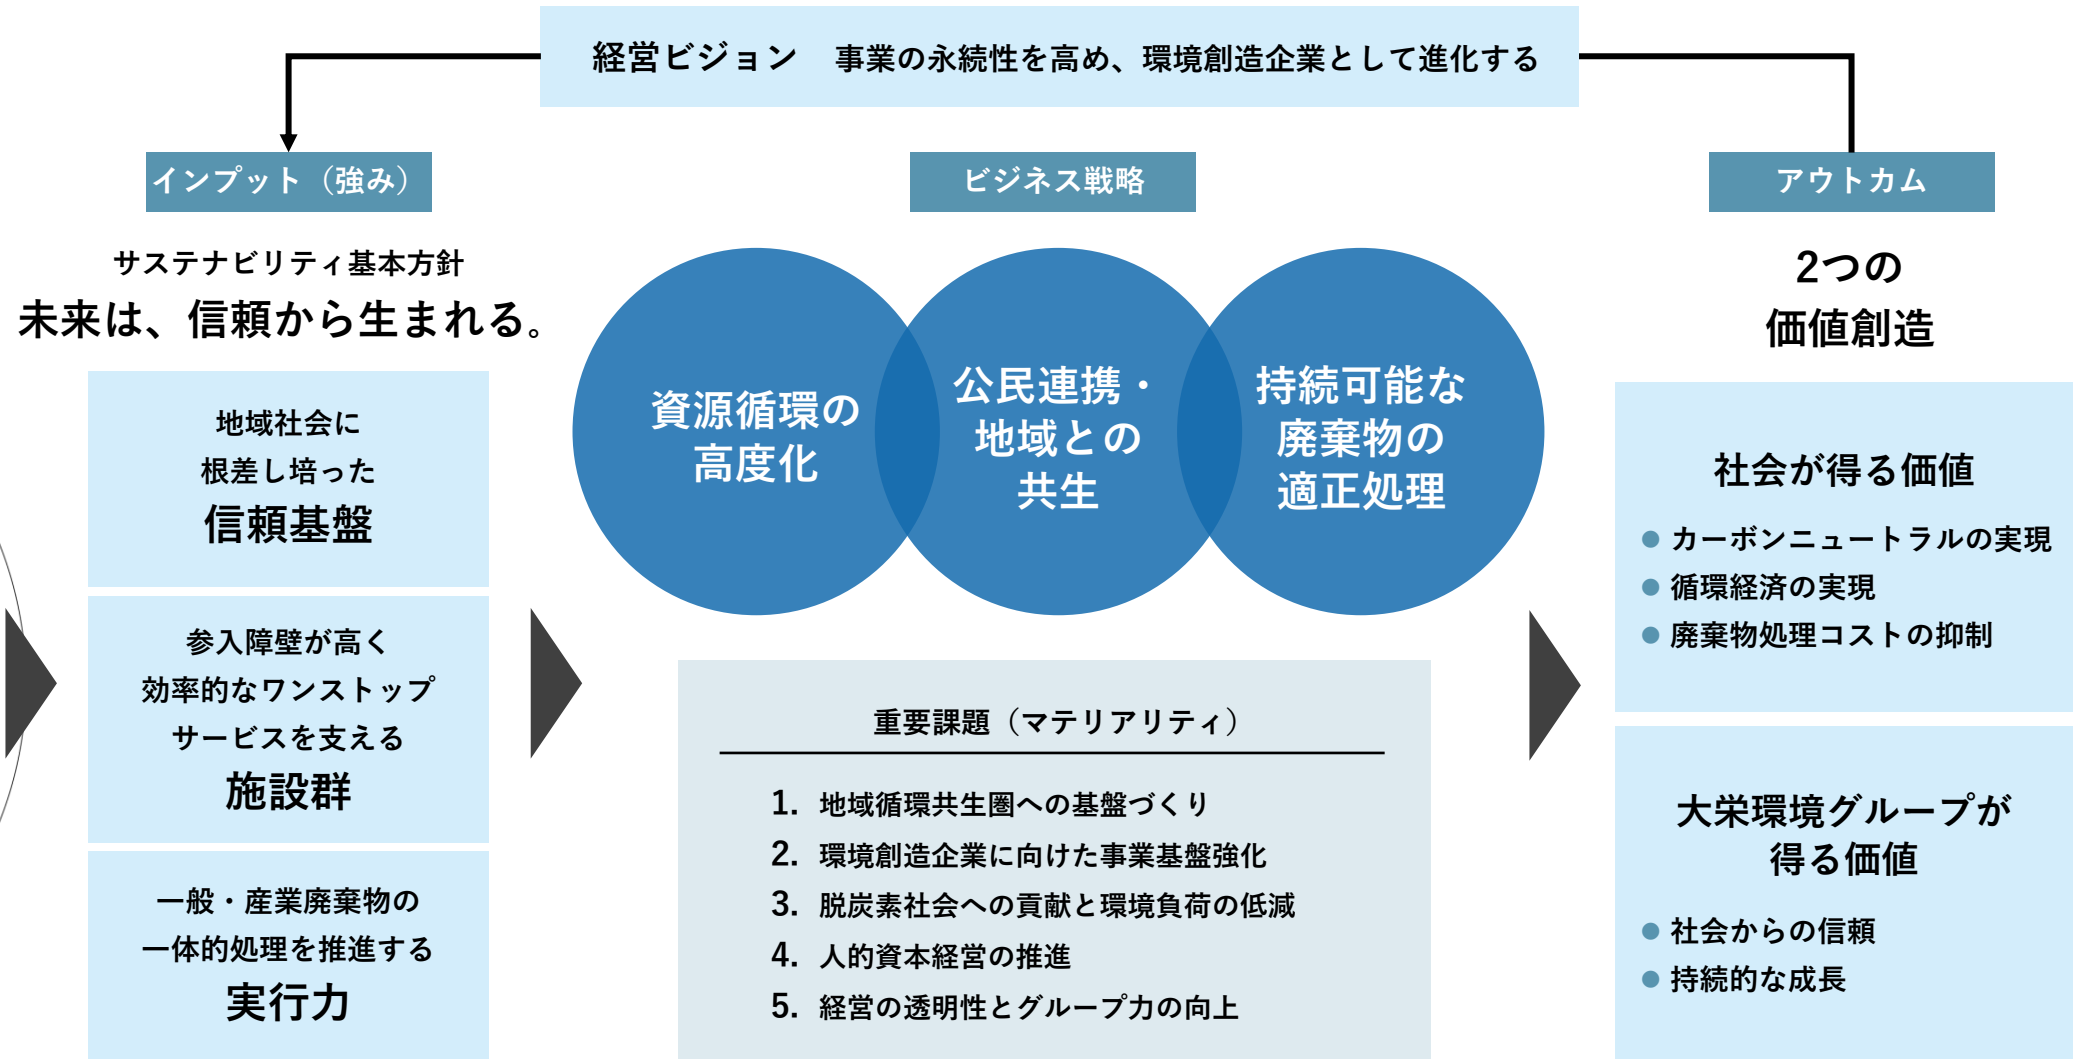 経営ビジョン　事業の永続性を高め、環境創造企業として進化する
インプット（強み）
サステナビリティ基本方針
未来は、信頼から生まれる。
地域社会に
根差し培った
信頼基盤
参入障壁が高く
効率的なワンストップ
サービスを支える
施設群
一般・産業廃棄物の
一体的処理を推進する
実行力
ビジネス戦略
資源循環の
高度化
公民連携・
地域との
共生
持続可能な
廃棄物の
適正処理
重要課題（マテリアリティ）
1. 地域循環共生圏への基盤づくり
2. 環境創造企業に向けた事業基盤強化
3. 脱炭素社会への貢献と環境負荷の低減
4. 人的資本経営の推進
5. 経営の透明性とグループ力の向上
アウトカム
2つの
価値創造
社会が得る価値
● カーボンニュートラルの実現
● 循環経済の実現
● 廃棄物処理コストの抑制
大栄環境グループが
得る価値
● 社会からの信頼
● 持続的な成長